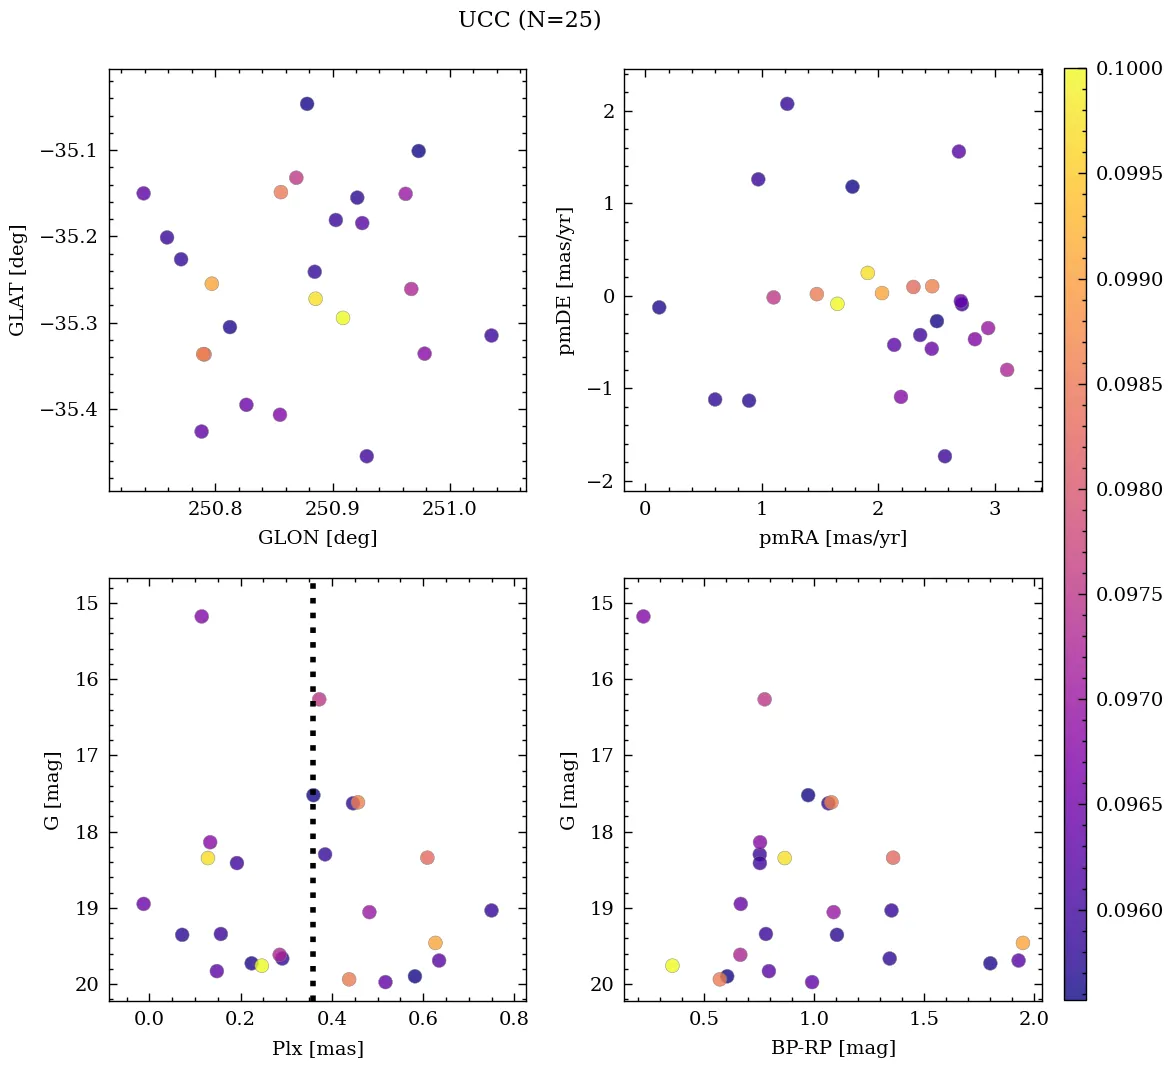 UCC (N=25)
−35.1
−35.2
−35.3
−35.4
GLAT [deg]
250.8 250.9 251.0
GLON [deg]
2
1
0
−1
−2
pmDE [mas/yr]
0 1 2 3
pmRA [mas/yr]
15
16
17
18
19
20
G [mag]
0.0 0.2 0.4 0.6 0.8
Plx [mas]
15
16
17
18
19
20
G [mag]
0.5 1.0 1.5 2.0
BP-RP [mag]
0.1000
0.0995
0.0990
0.0985
0.0980
0.0975
0.0970
0.0965
0.0960